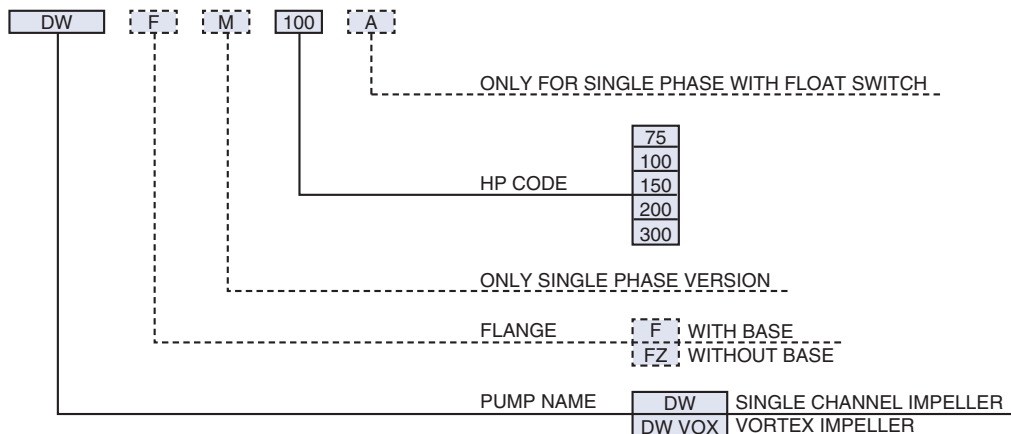 DW F M 100 A
ONLY FOR SINGLE PHASE WITH FLOAT SWITCH
75
100
HP CODE 150
200
300
ONLY SINGLE PHASE VERSION
FLANGE F WITH BASE
FZ WITHOUT BASE
PUMP NAME DW SINGLE CHANNEL IMPELLER
DW VOX VORTEX IMPELLER